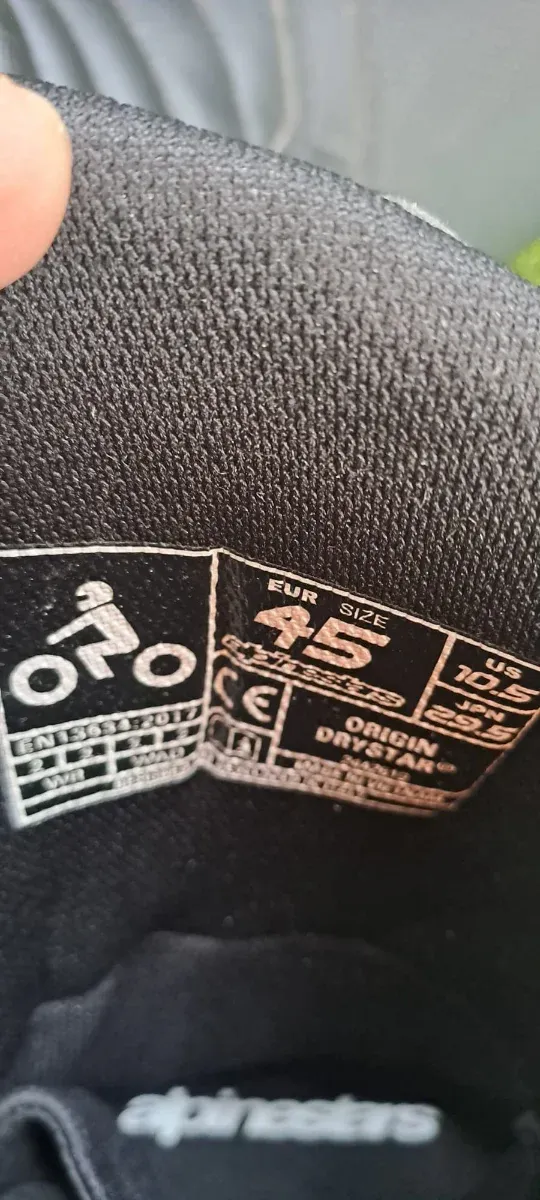 EUR SIZE
45
alpinestars
US
10.5
JPN
29.5
CE
ORIGIN
DRYSTAR
EN13634:2017
2 2 2 2
WR WAD
alpinestars